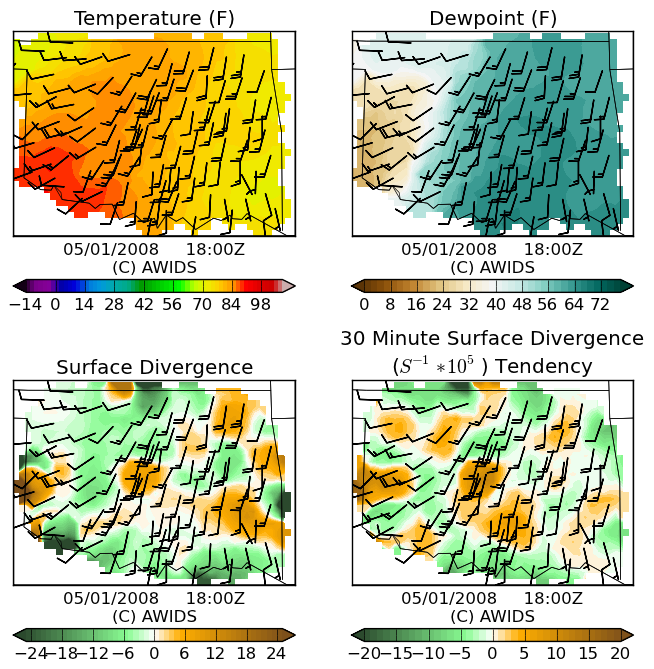 Temperature (F)
Dewpoint (F)
05/01/2008 18:00Z
(C) AWIDS
05/01/2008 18:00Z
(C) AWIDS
−14 0 14 28 42 56 70 84 98
0 8 16 24 32 40 48 56 64 72
Surface Divergence
30 Minute Surface Divergence
(S⁻¹ *10⁵ ) Tendency
05/01/2008 18:00Z
(C) AWIDS
05/01/2008 18:00Z
(C) AWIDS
−24 −18 −12 −6 0 6 12 18 24
−20 −15 −10 −5 0 5 10 15 20